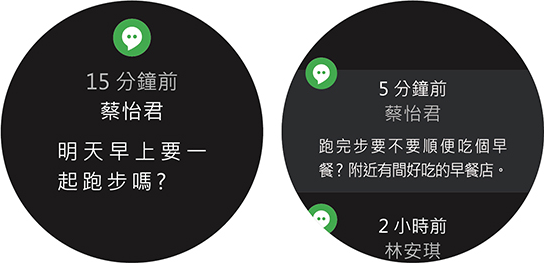 15 分鐘前
蔡怡君
明天早上要一
起跑步嗎?
5 分鐘前
蔡怡君
跑完步要不要順便吃個早
餐? 附近有間好吃的早餐店。
2 小時前
林安琪